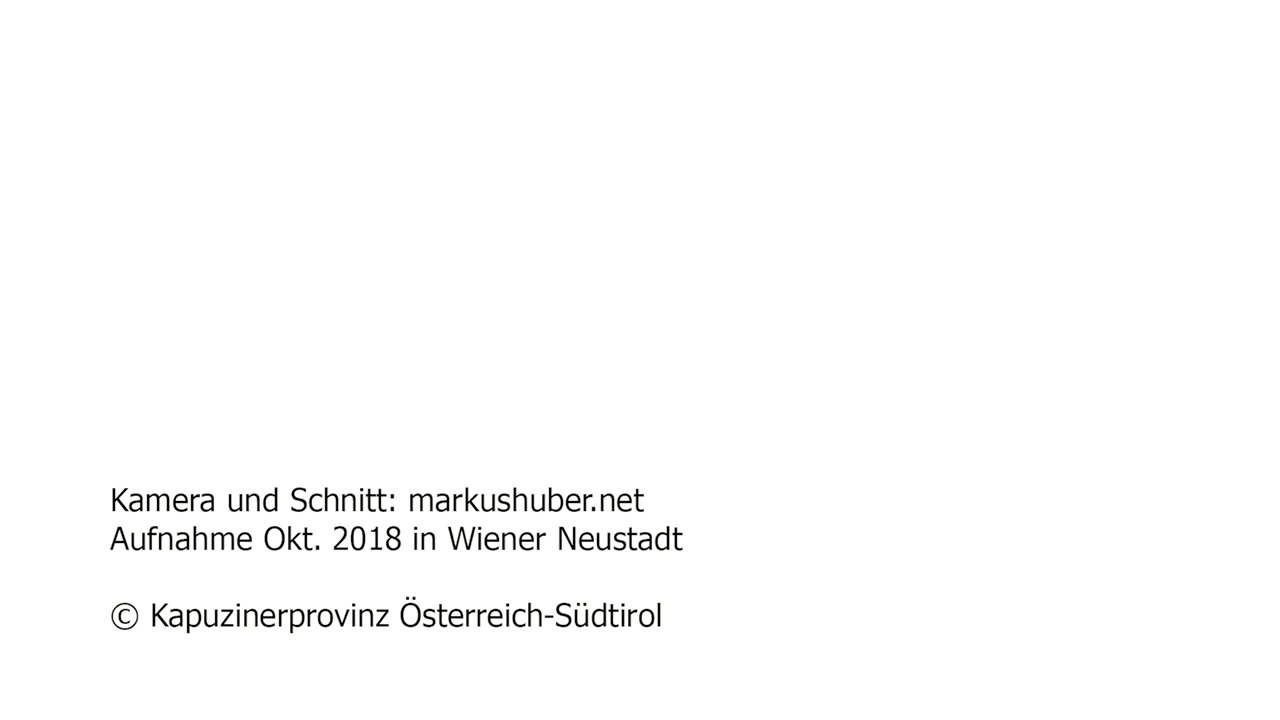 Kamera und Schnitt: markushuber.net
Aufnahme Okt. 2018 in Wiener Neustadt
© Kapuzinerprovinz Österreich-Südtirol